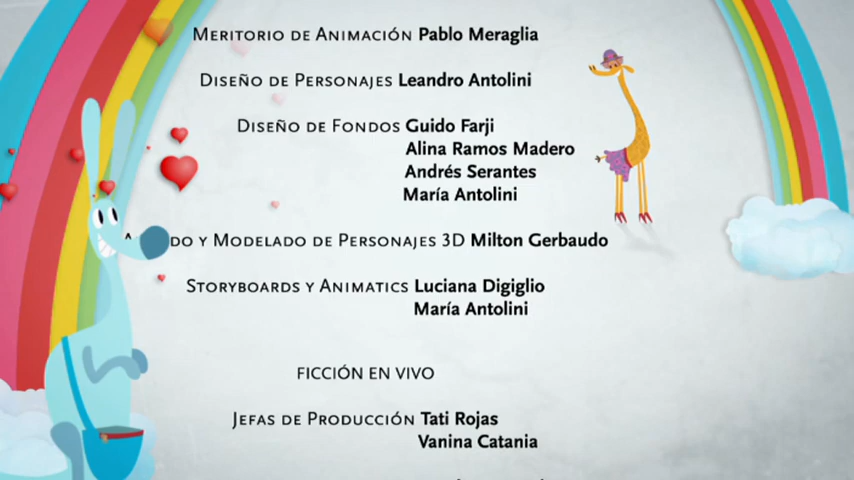 Meritorio de Animación Pablo Meraglia
Diseño de Personajes Leandro Antolini
Diseño de Fondos Guido Farji
Alina Ramos Madero
Andrés Serantes
María Antolini
y Modelado de Personajes 3D Milton Gerbaudo
Storyboards y Animatics Luciana Digiglio
María Antolini
FICCIÓN EN VIVO
Jefas de Producción Tati Rojas
Vanina Catania